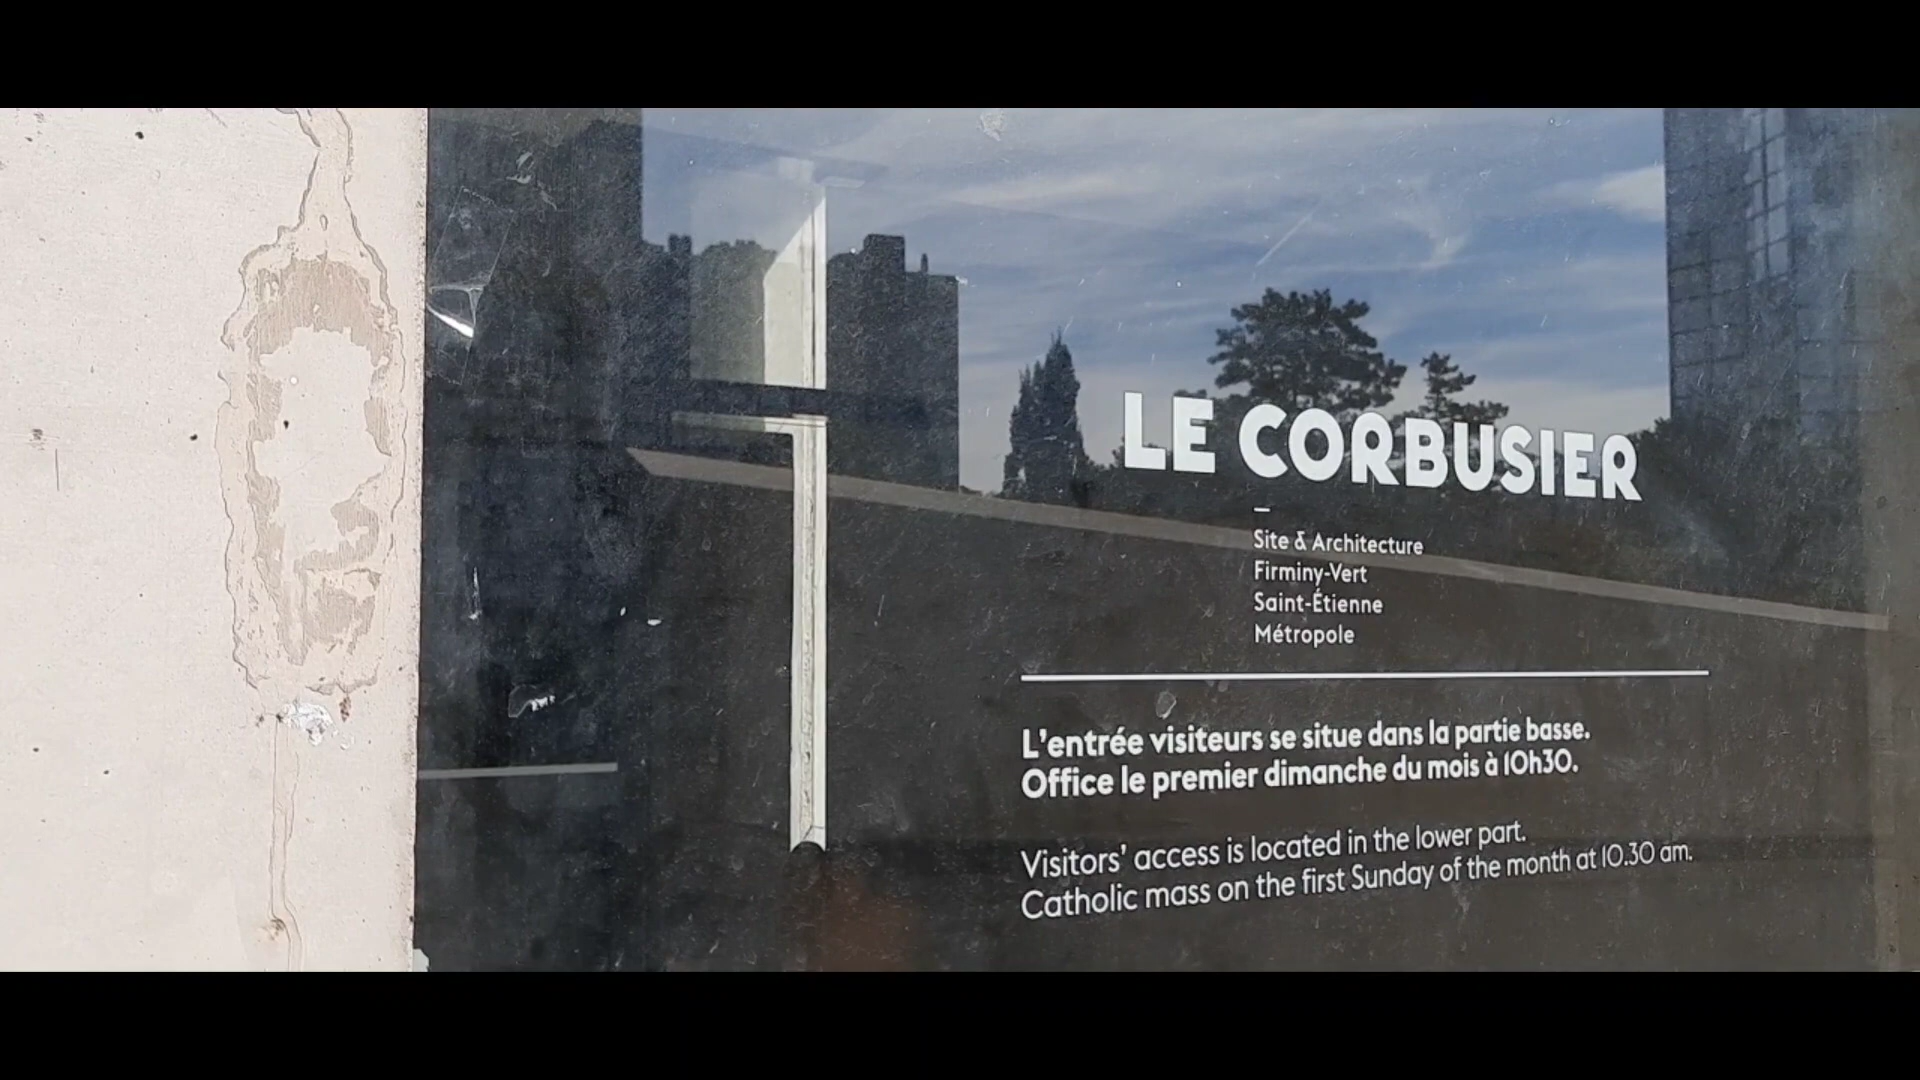 LE CORBUSIER
Site & Architecture
Firminy-Vert
Saint-Étienne
Métropole
L'entrée visiteurs se situe dans la partie basse.
Office le premier dimanche du mois à 10h30.
Visitors' access is located in the lower part.
Catholic mass on the first Sunday of the month at 10.30 am.